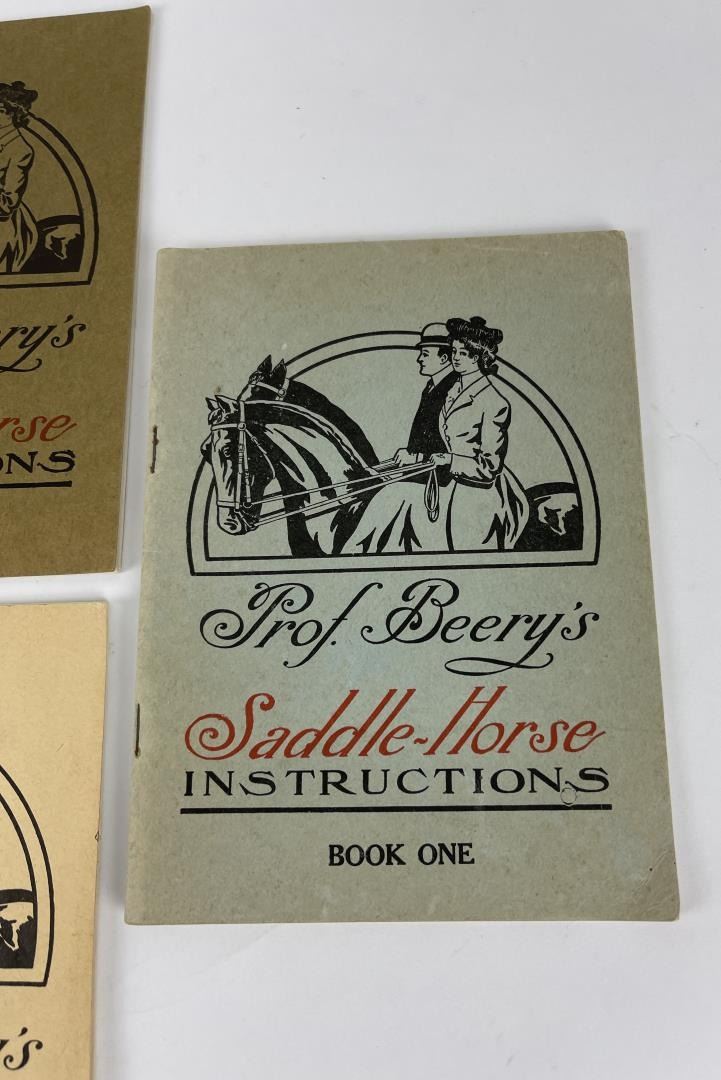 Prof. Beery's
Saddle-Horse
INSTRUCTIONS
BOOK ONE